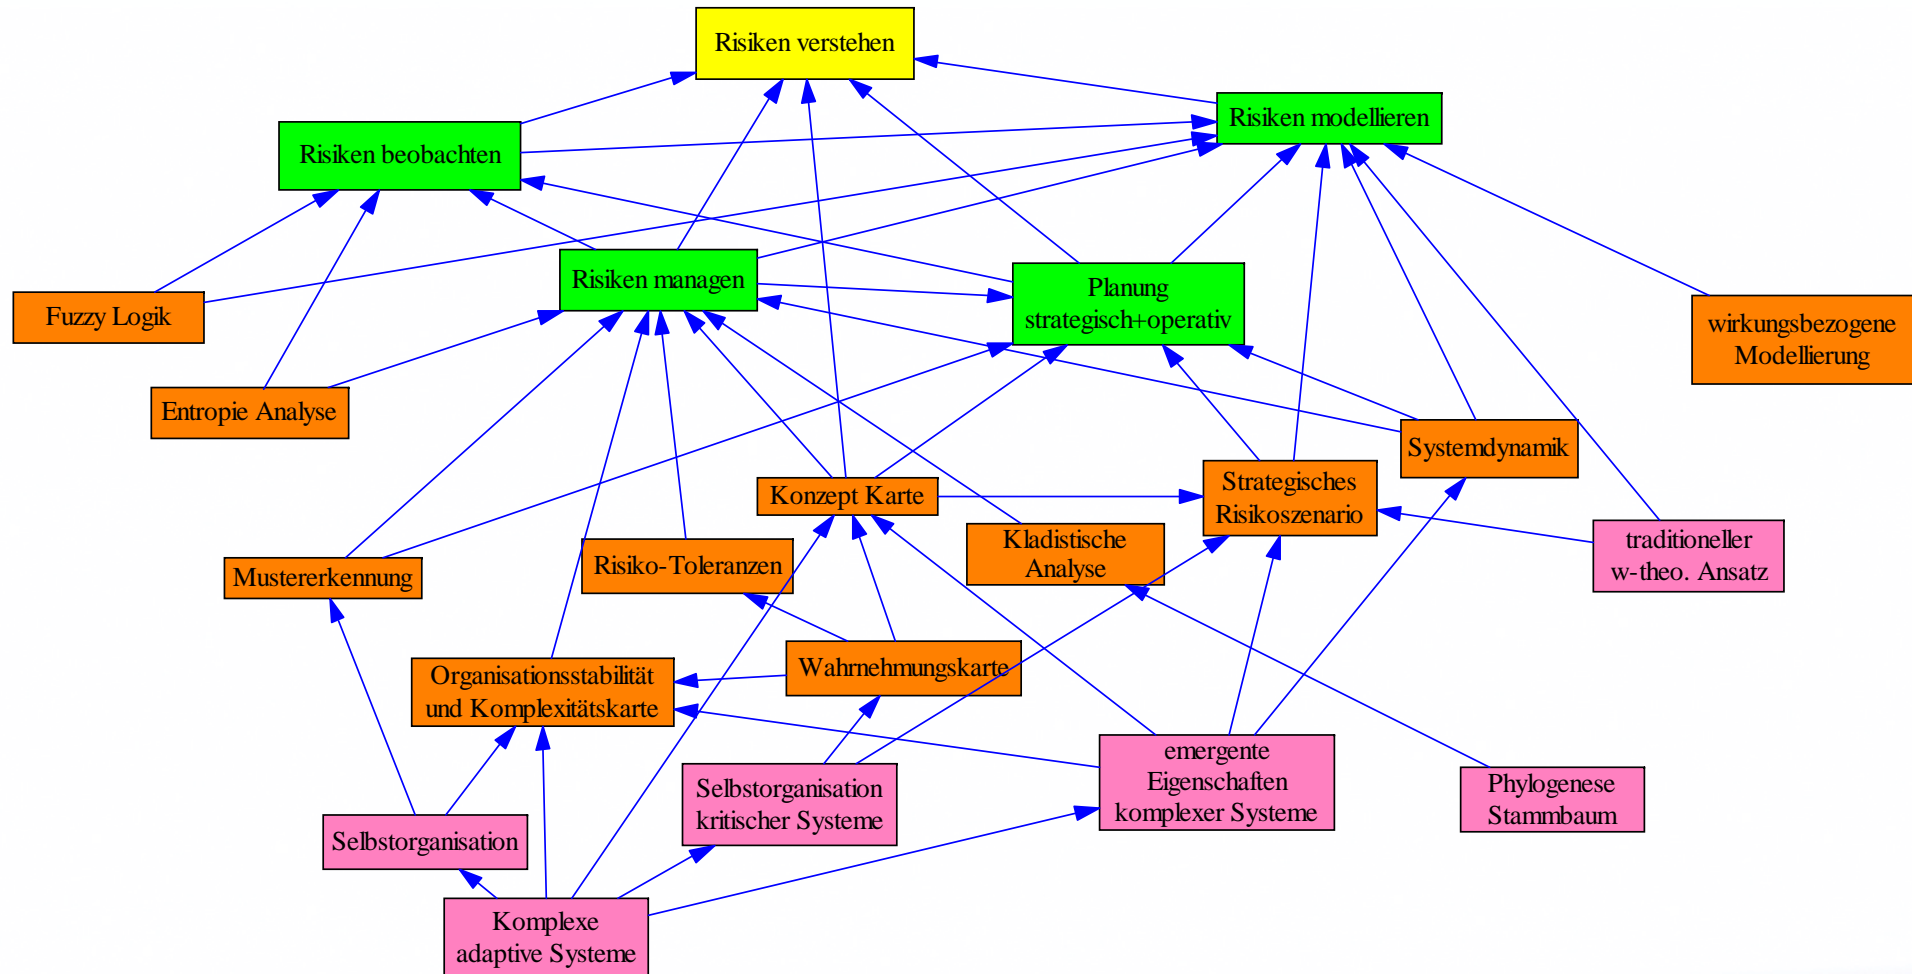 Risiken verstehen
Risiken modellieren
Risiken beobachten
Risiken managen
Planung
strategisch+operativ
Fuzzy Logik
wirkungsbezogene
Modellierung
Entropie Analyse
Systemdynamik
Konzept Karte
Strategisches
Risikoszenario
Kladistische
Analyse
traditioneller
w-theo. Ansatz
Mustererkennung
Risiko-Toleranzen
Wahrnehmungskarte
Organisationsstabilität
und Komplexitätskarte
emergente
Eigenschaften
komplexer Systeme
Selbstorganisation
kritischer Systeme
Phylogenese
Stammbaum
Selbstorganisation
Komplexe
adaptive Systeme